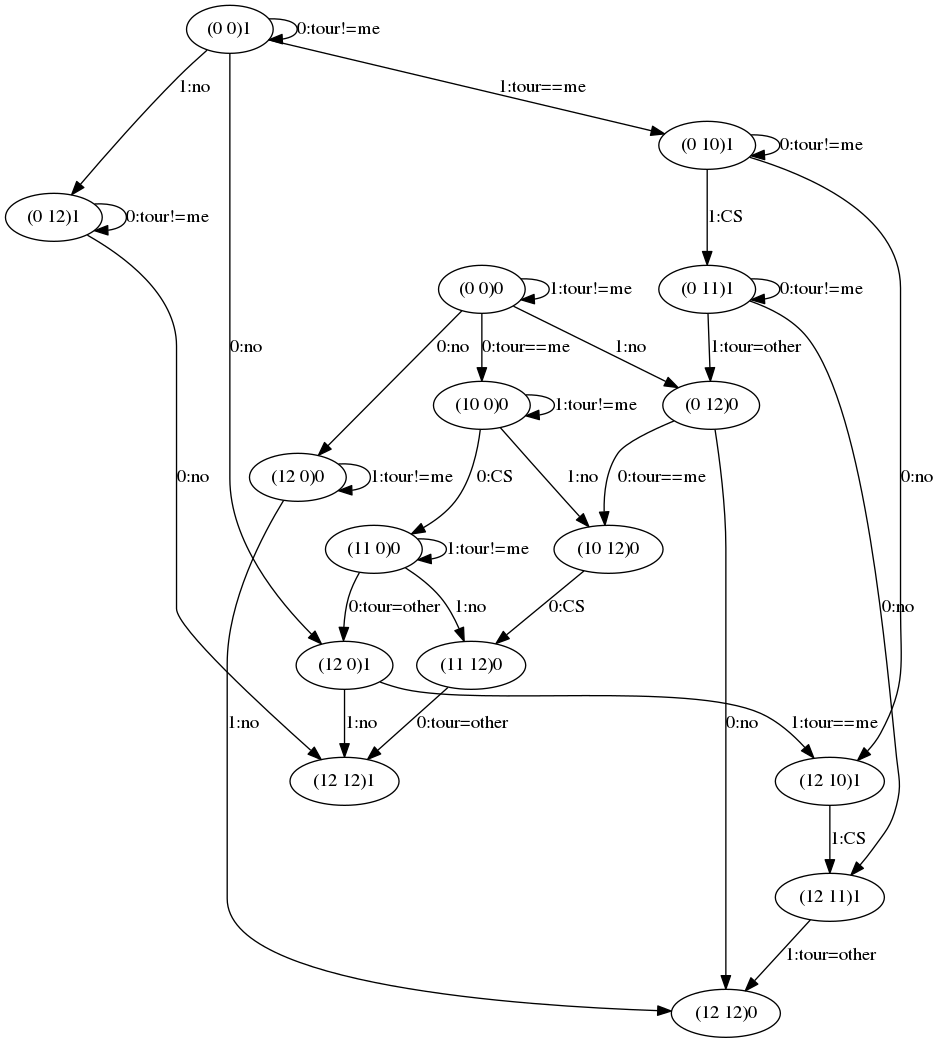 (0 0)1
0:tour!=me
1:no
1:tour==me
(0 10)1
0:tour!=me
(0 12)1
0:tour!=me
1:CS
(0 0)0
1:tour!=me
(0 11)1
0:tour!=me
0:no
0:no
0:tour==me
1:no
1:tour=other
(10 0)0
1:tour!=me
(0 12)0
0:no
(12 0)0
1:tour!=me
0:CS
1:no
0:tour==me
0:no
(11 0)0
1:tour!=me
(10 12)0
0:tour=other
1:no
0:CS
0:no
(12 0)1
(11 12)0
1:no
1:no
0:tour=other
0:no
1:tour==me
(12 12)1
(12 10)1
1:CS
(12 11)1
1:tour=other
(12 12)0